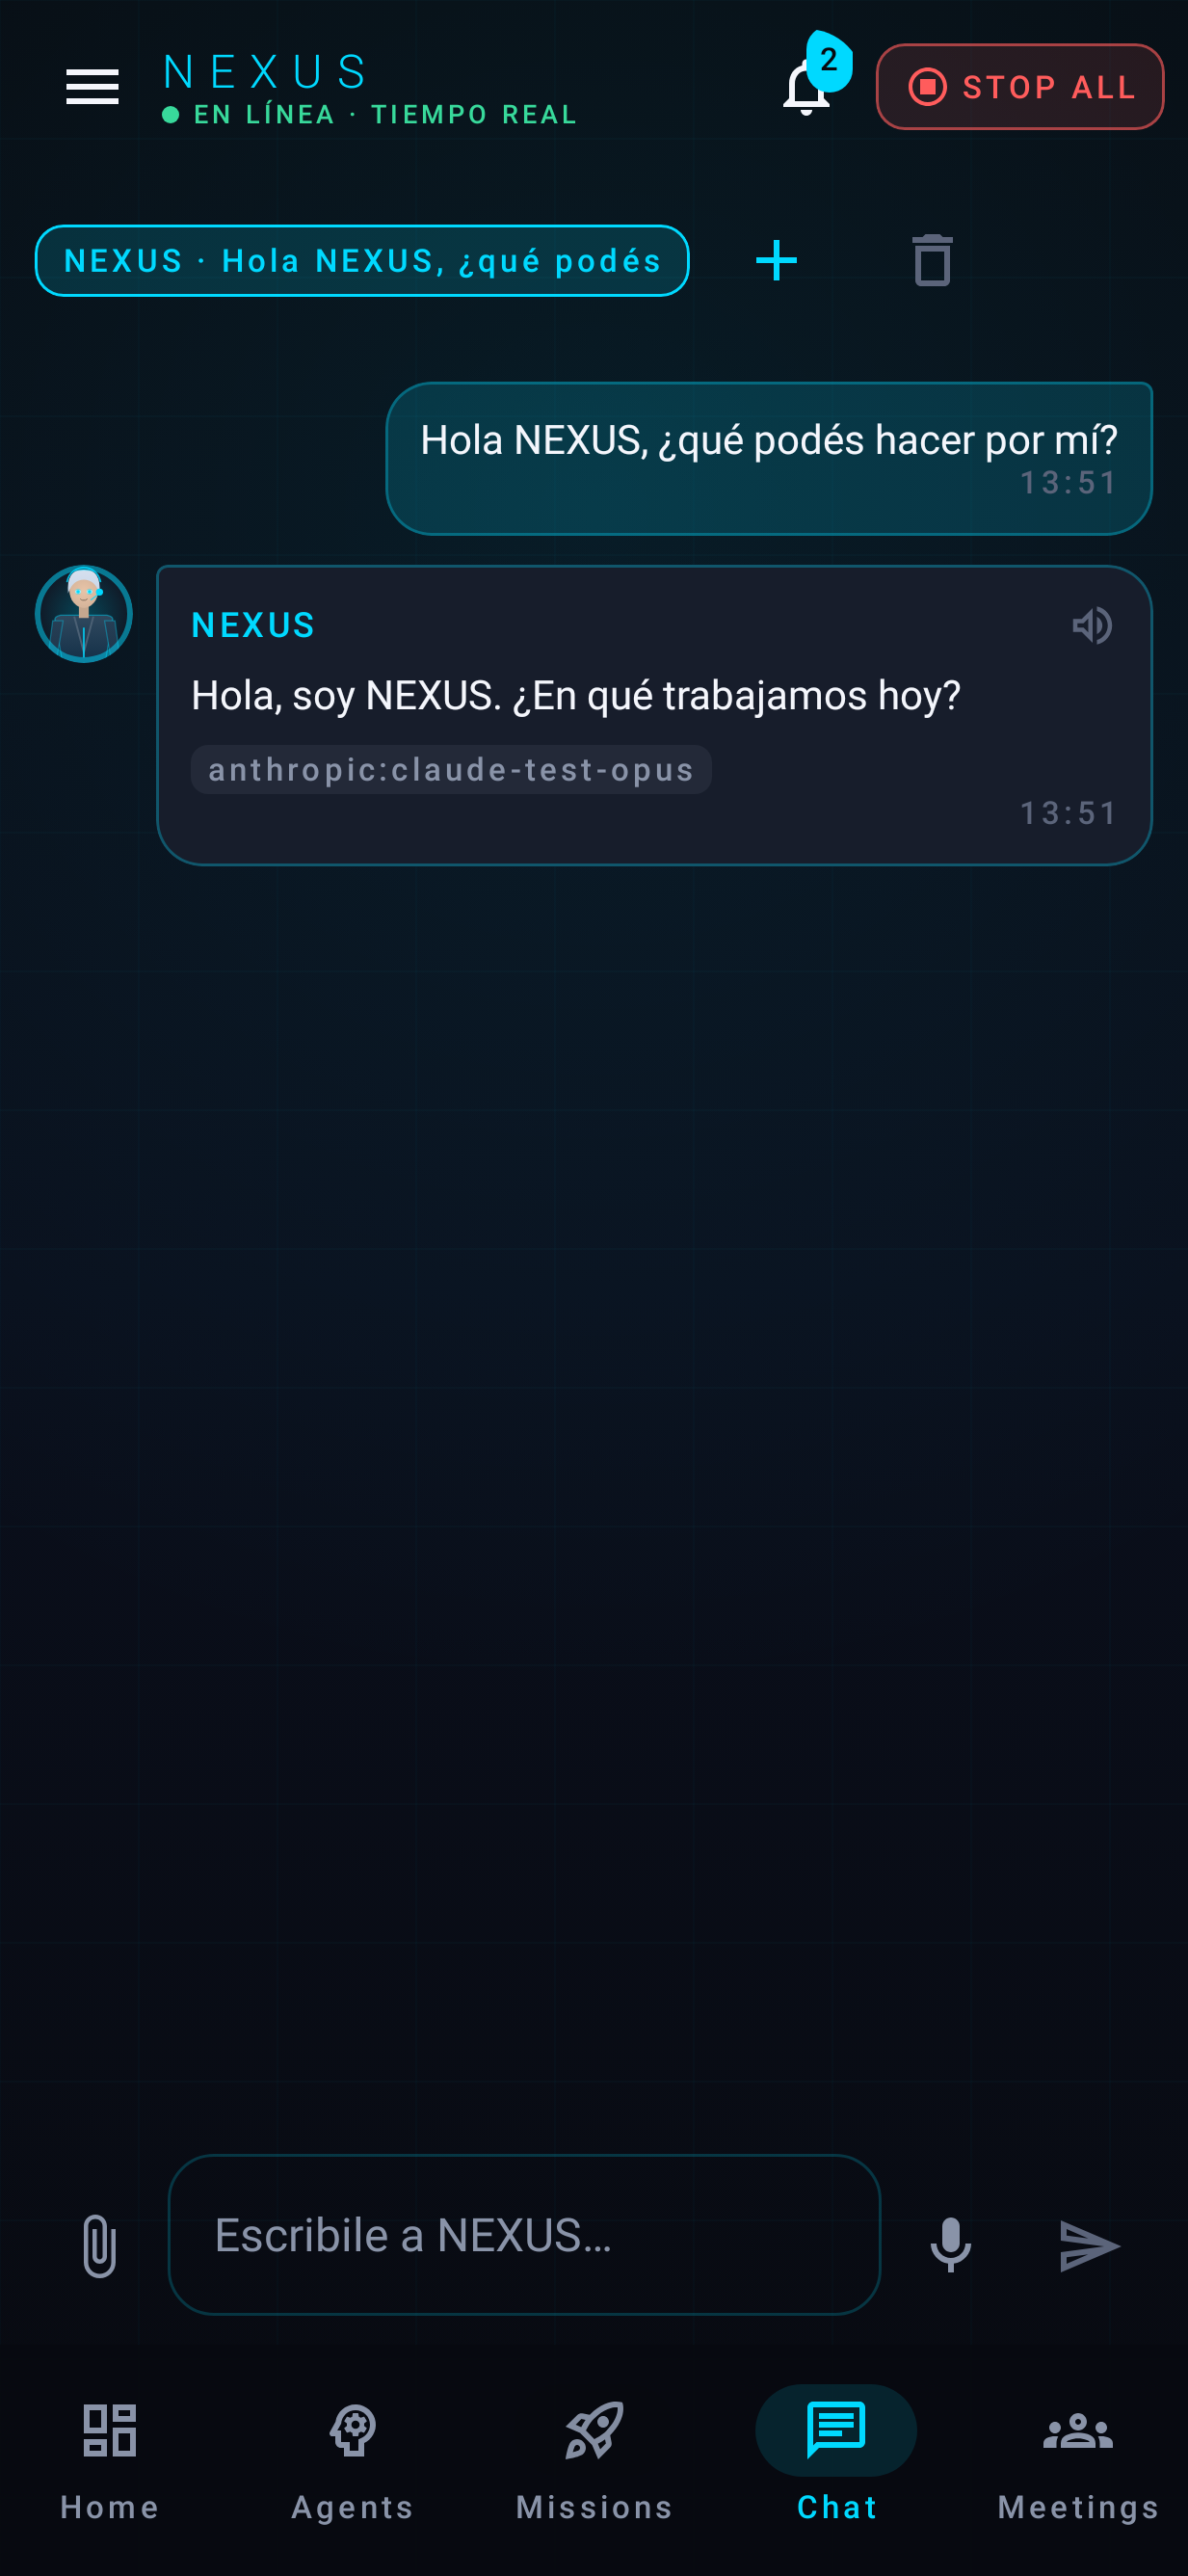 NEXUS
EN LÍNEA · TIEMPO REAL
2
STOP ALL
NEXUS · Hola NEXUS, ¿qué podés
Hola NEXUS, ¿qué podés hacer por mí?
13:51
NEXUS
Hola, soy NEXUS. ¿En qué trabajamos hoy?
anthropic:claude-test-opus
13:51
Escribile a NEXUS…
Home
Agents
Missions
Chat
Meetings